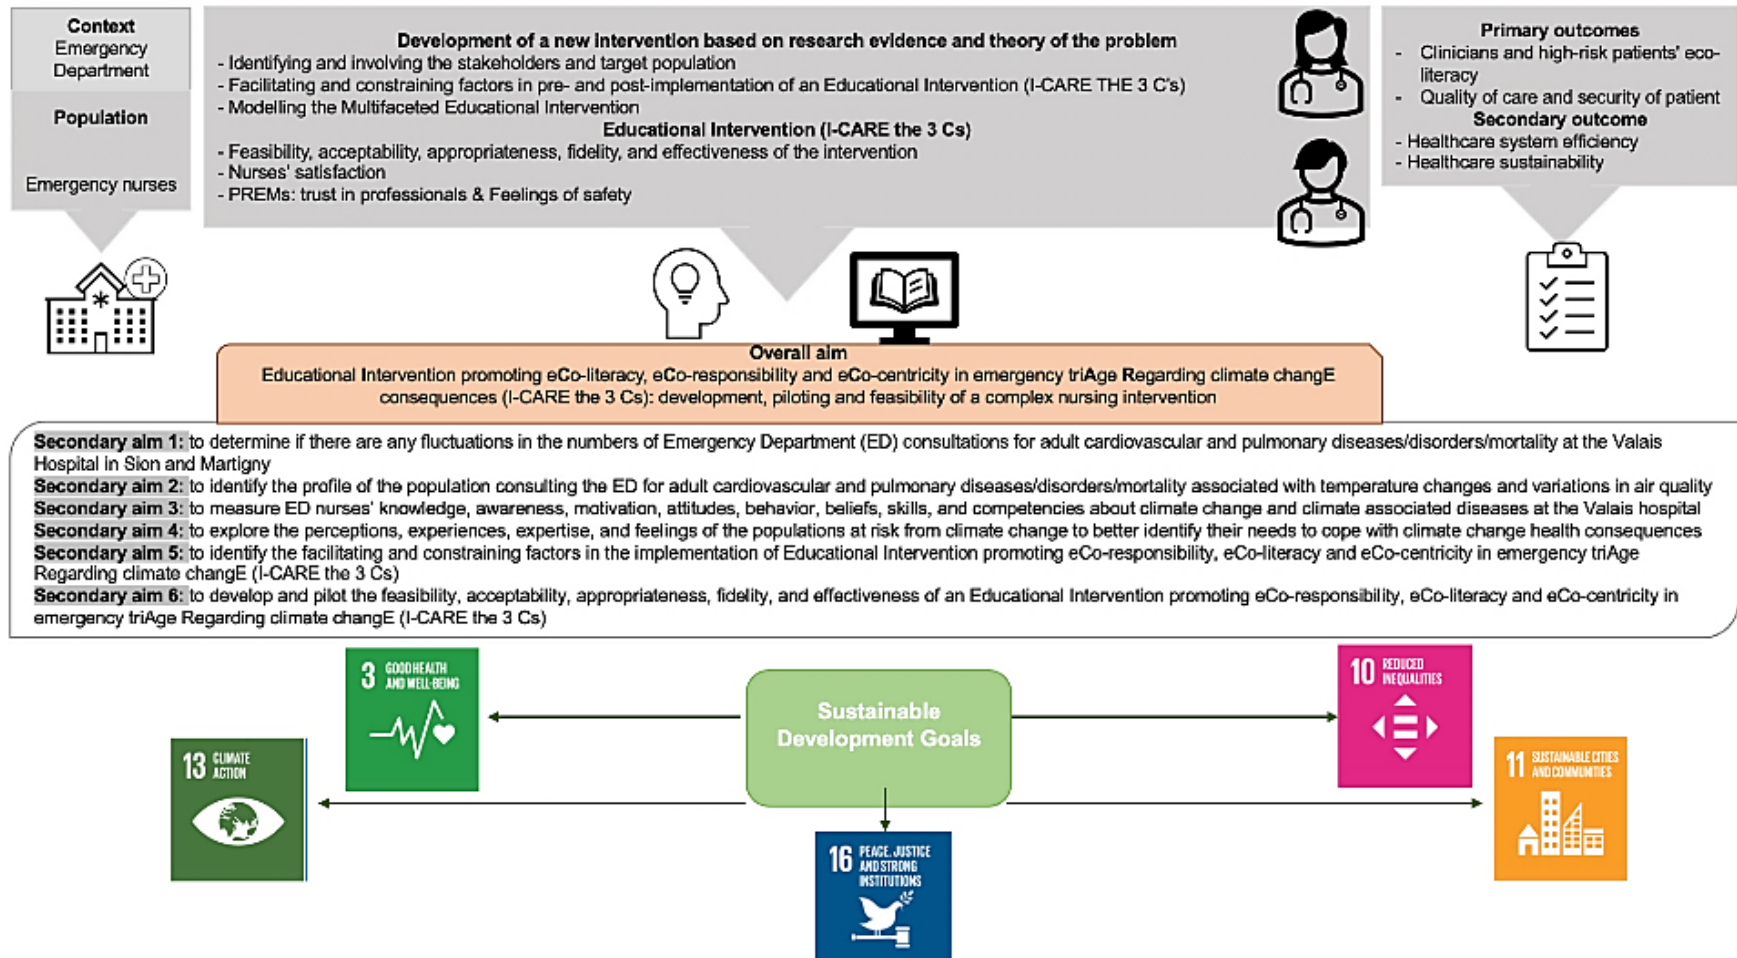 Context
Emergency
Department
Population
Emergency nurses
Development of a new intervention based on research evidence and theory of the problem
- Identifying and involving the stakeholders and target population
- Facilitating and constraining factors in pre- and post-implementation of an Educational Intervention (I-CARE THE 3 C's)
- Modelling the Multifaceted Educational Intervention
Educational Intervention (I-CARE the 3 Cs)
- Feasibility, acceptability, appropriateness, fidelity, and effectiveness of the intervention
- Nurses' satisfaction
- PREMs: trust in professionals & Feelings of safety
Primary outcomes
- Clinicians and high-risk patients' eco-
literacy
- Quality of care and security of patient
Secondary outcome
- Healthcare system efficiency
- Healthcare sustainability
Overall aim
Educational Intervention promoting eCo-literacy, eCo-responsibility and eCo-centricity in emergency triAge Regarding climate changE
consequences (I-CARE the 3 Cs): development, piloting and feasibility of a complex nursing intervention
Secondary aim 1: to determine if there are any fluctuations in the numbers of Emergency Department (ED) consultations for adult cardiovascular and pulmonary diseases/disorders/mortality at the Valais
Hospital in Sion and Martigny
Secondary aim 2: to identify the profile of the population consulting the ED for adult cardiovascular and pulmonary diseases/disorders/mortality associated with temperature changes and variations in air quality
Secondary aim 3: to measure ED nurses' knowledge, awareness, motivation, attitudes, behavior, beliefs, skills, and competencies about climate change and climate associated diseases at the Valais hospital
Secondary aim 4: to explore the perceptions, experiences, expertise, and feelings of the populations at risk from climate change to better identify their needs to cope with climate change health consequences
Secondary aim 5: to identify the facilitating and constraining factors in the implementation of Educational Intervention promoting eCo-responsibility, eCo-literacy and eCo-centricity in emergency triAge
Regarding climate changE (I-CARE the 3 Cs)
Secondary aim 6: to develop and pilot the feasibility, acceptability, appropriateness, fidelity, and effectiveness of an Educational Intervention promoting eCo-responsibility, eCo-literacy and eCo-centricity in
emergency triAge Regarding climate changE (I-CARE the 3 Cs)
3 GOOD HEALTH
AND WELL-BEING
Sustainable
Development Goals
10 REDUCED
INEQUALITIES
13 CLIMATE
ACTION
11 SUSTAINABLE CITIES
AND COMMUNITIES
16 PEACE, JUSTICE
AND STRONG
INSTITUTIONS